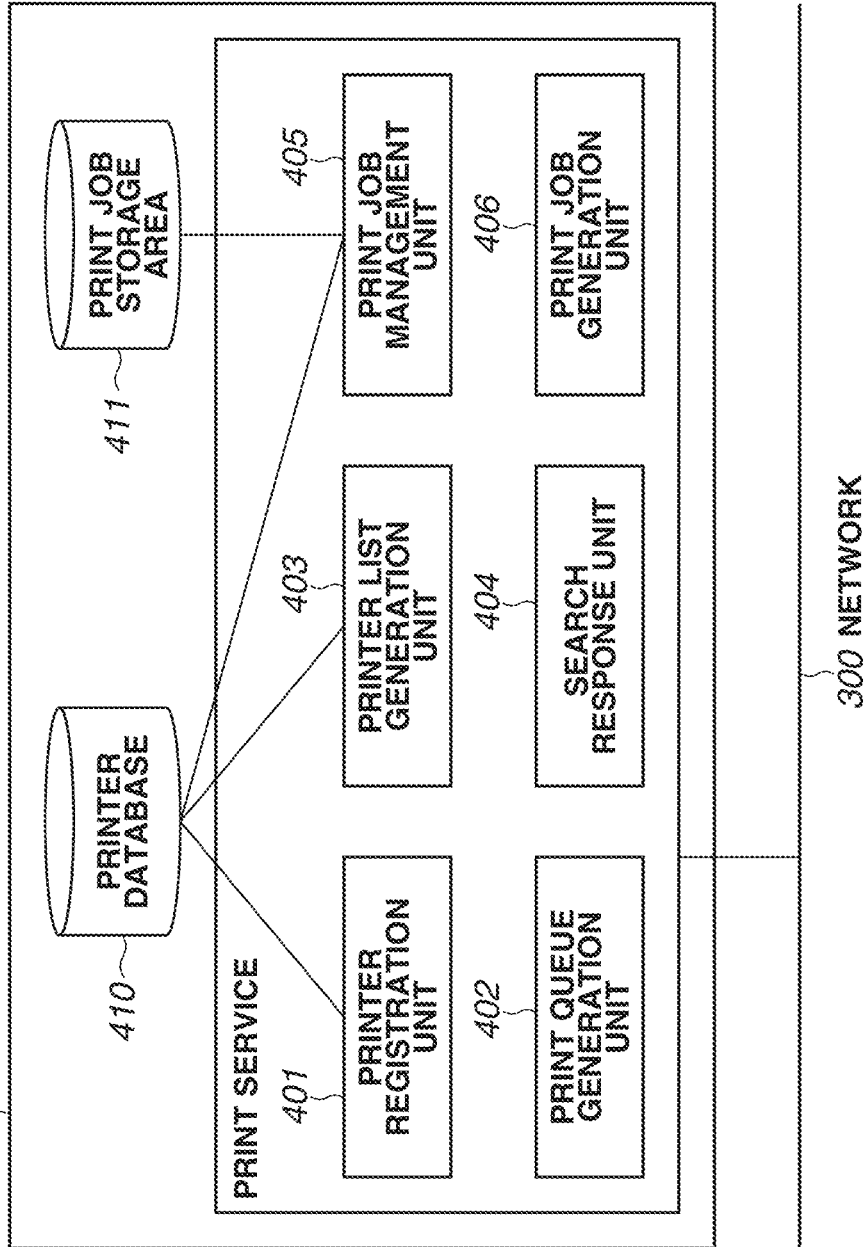 410
PRINTER
DATABASE
411
PRINT JOB
STORAGE
AREA
PRINT SERVICE
401
PRINTER
REGISTRATION
UNIT
403
PRINTER LIST
GENERATION
UNIT
405
PRINT JOB
MANAGEMENT
UNIT
402
PRINT QUEUE
GENERATION
UNIT
404
SEARCH
RESPONSE UNIT
406
PRINT JOB
GENERATION
UNIT
300 NETWORK